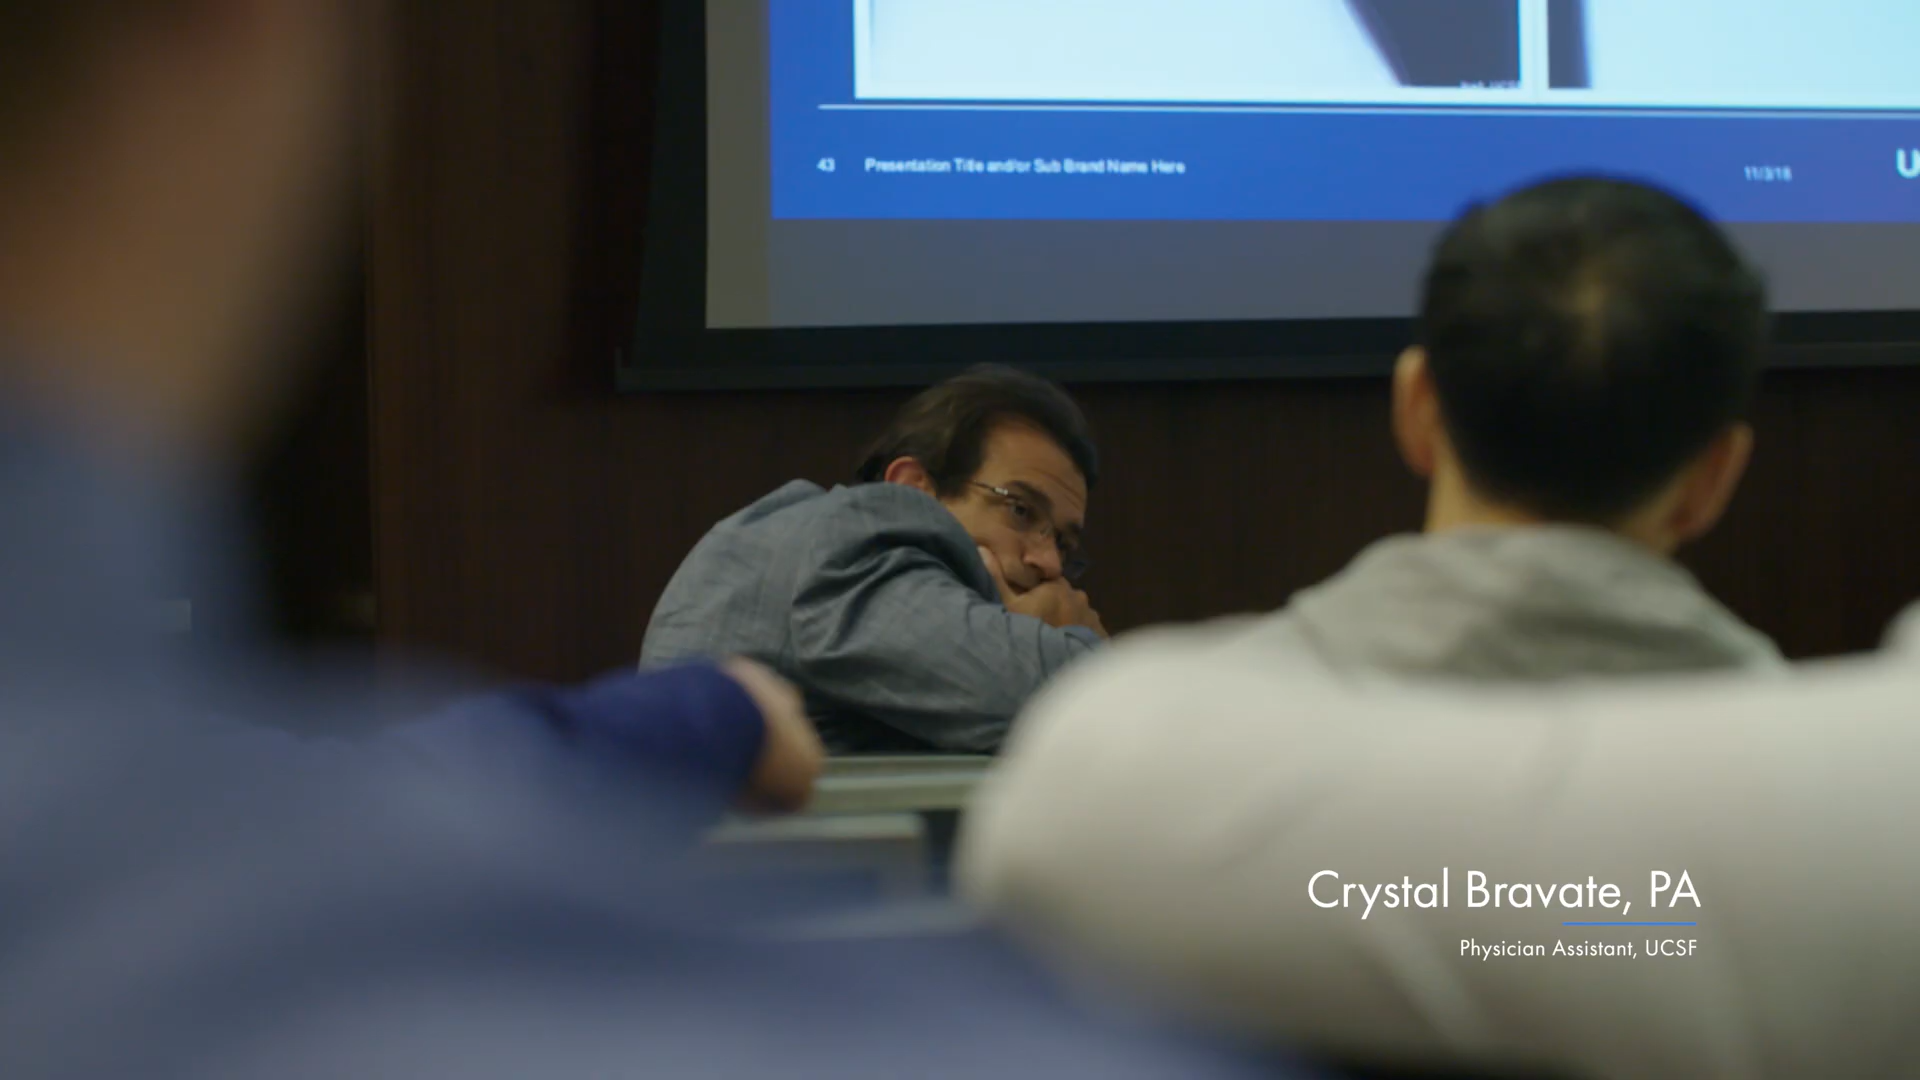 43 Presentation Title and/or Sub Brand Name Here 11/3/18 U
Crystal Bravate, PA
Physician Assistant, UCSF